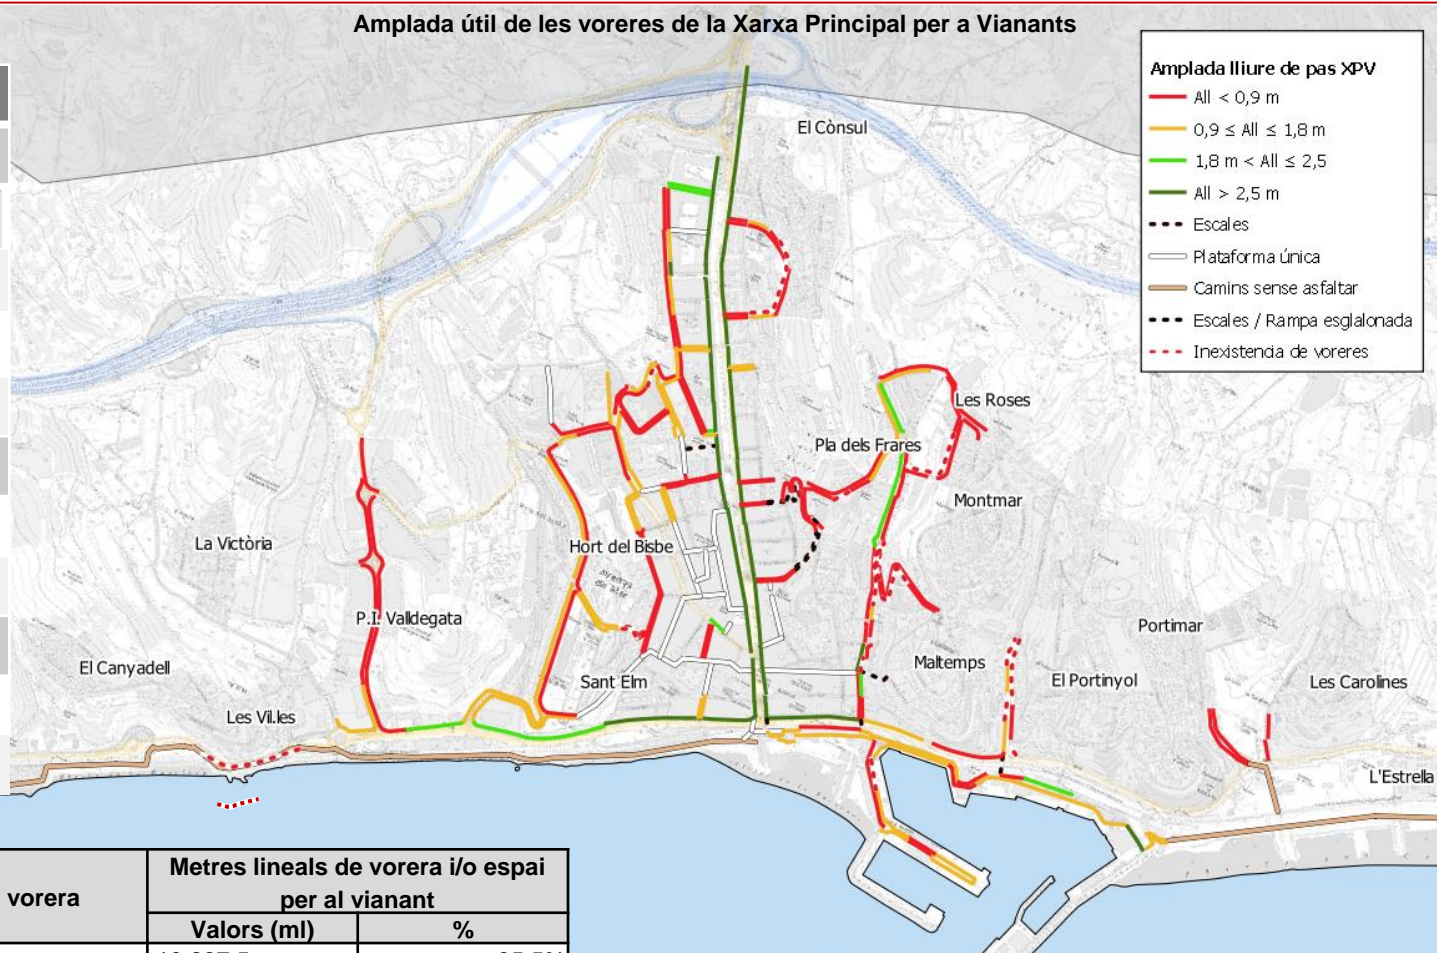 Amplada útil de les voreres de la Xarxa Principal per a Vianants
Amplada lliure de pas XPV
All < 0,9 m
0,9 ≤ All ≤ 1,8 m
1,8 m < All ≤ 2,5
All > 2,5 m
Escales
Plataforma única
Camins sense asfaltar
Escales / Rampa esglalonada
Inexistencia de voreres
El Cònsul
Les Roses
Pla dels Frares
Montmar
La Victòria
Hort del Bisbe
P.I. Valldegata
Portimar
El Canyadell
Maltemps
El Portinyol
Sant Elm
Les Carolines
Les Vil.les
L'Estrella
vorera
Metres lineals de vorera i/o espai
per al vianant
Valors (ml)
%